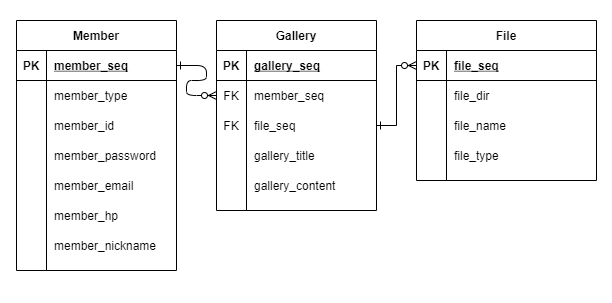 Member
PK member_seq
member_type
member_id
member_password
member_email
member_hp
member_nickname
Gallery
PK gallery_seq
FK member_seq
FK file_seq
gallery_title
gallery_content
File
PK file_seq
file_dir
file_name
file_type